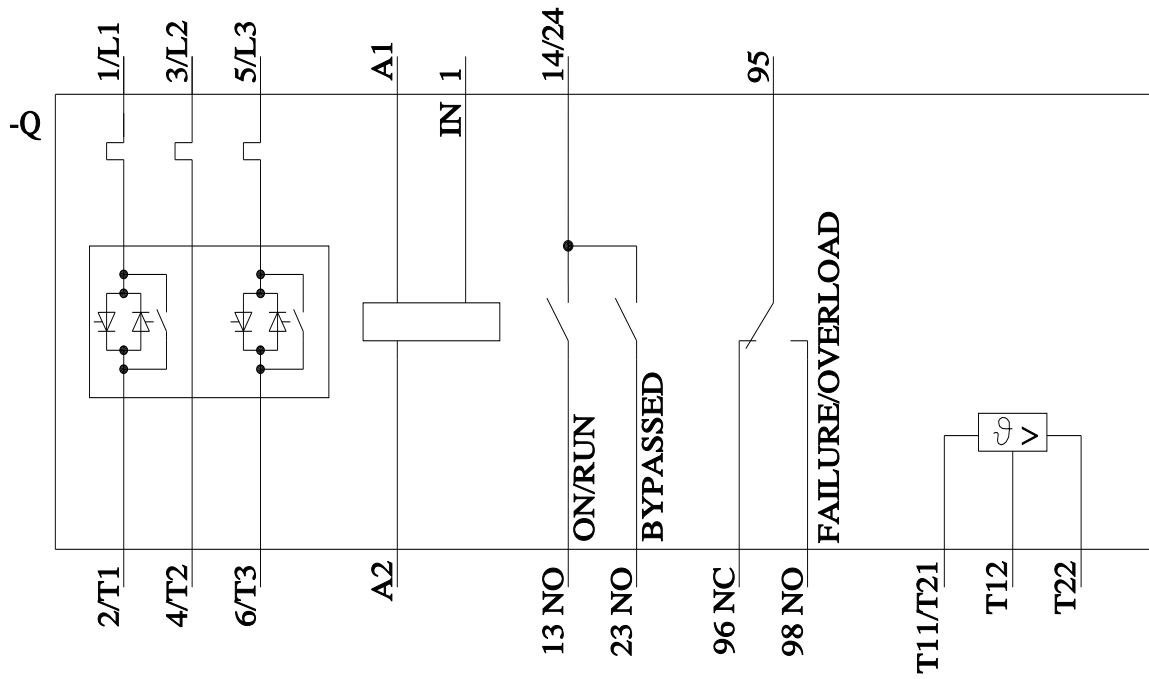 1/L1
3/L2
5/L3
A1
1
14/24
95
-Q
IN
ON/RUN
BYPASSED
FAILURE/OVERLOAD
ϑ >
2/T1
4/T2
6/T3
A2
13 NO
23 NO
96 NC
98 NO
T11/T21
T12
T22